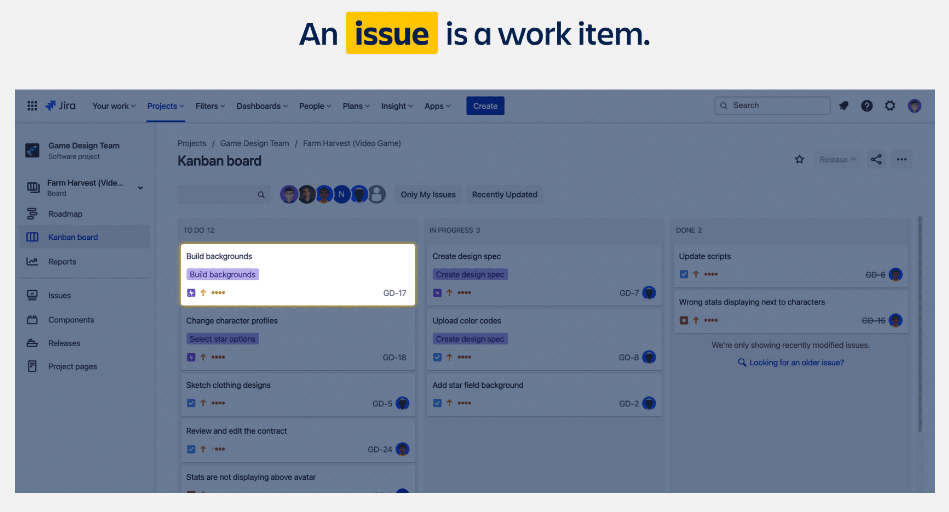 An issue is a work item.
Jira
Your work
Projects
Filters
Dashboards
People
Plans
Insight
Apps
Create
Search
Game Design Team
Software project
Farm Harvest (Vide...
Board
Roadmap
Kanban board
Reports
Issues
Components
Releases
Project pages
Projects / Game Design Team / Farm Harvest (Video Game)
Kanban board
Release
N
Only My Issues
Recently Updated
TO DO 12
Build backgrounds
Build backgrounds
GD-17
Change character profiles
Select star options
GD-18
Sketch clothing designs
GD-5
Review and edit the contract
GD-24
Stats are not displaying above avatar
IN PROGRESS 3
Create design spec
Create design spec
GD-7
Upload color codes
Create design spec
GD-8
Add star field background
GD-2
DONE 2
Update scripts
GD-6
Wrong stats displaying next to characters
GD-16
We're only showing recently modified issues.
Looking for an older issue?